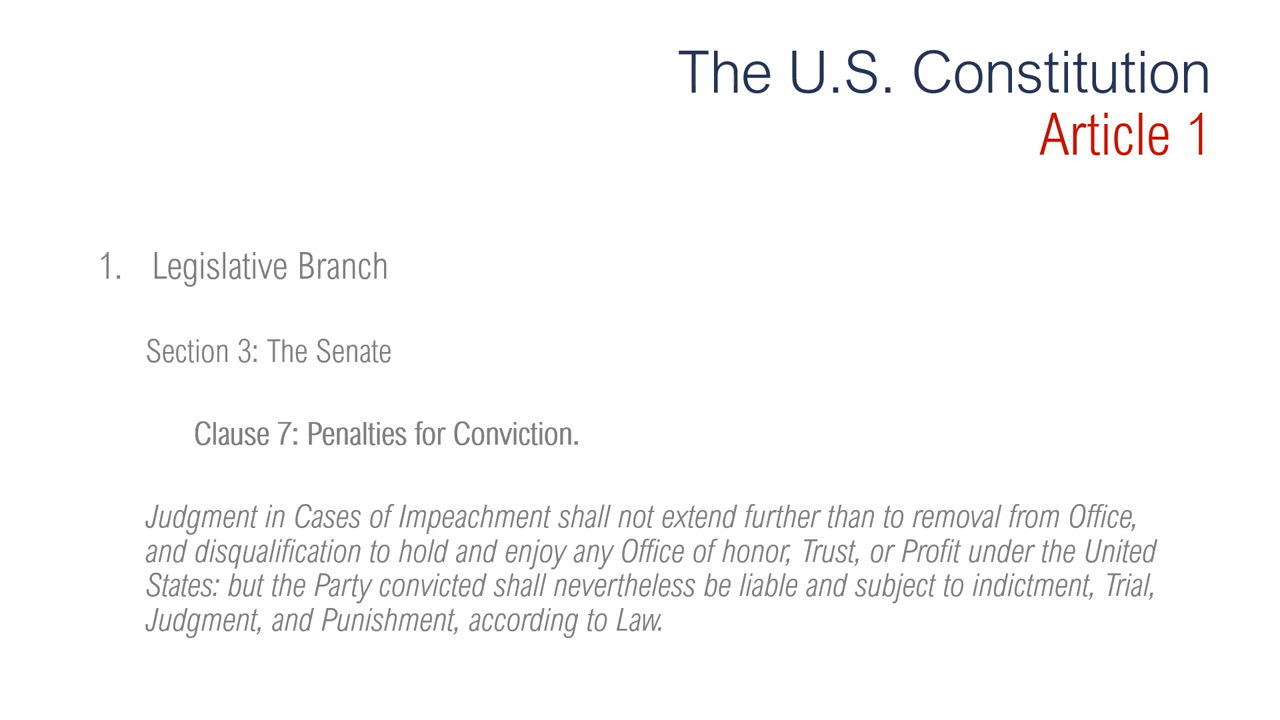 The U.S. Constitution
Article 1
1. Legislative Branch
Section 3: The Senate
Clause 7: Penalties for Conviction.
Judgment in Cases of Impeachment shall not extend further than to removal from Office,
and disqualification to hold and enjoy any Office of honor, Trust, or Profit under the United
States: but the Party convicted shall nevertheless be liable and subject to indictment, Trial,
Judgment, and Punishment, according to Law.